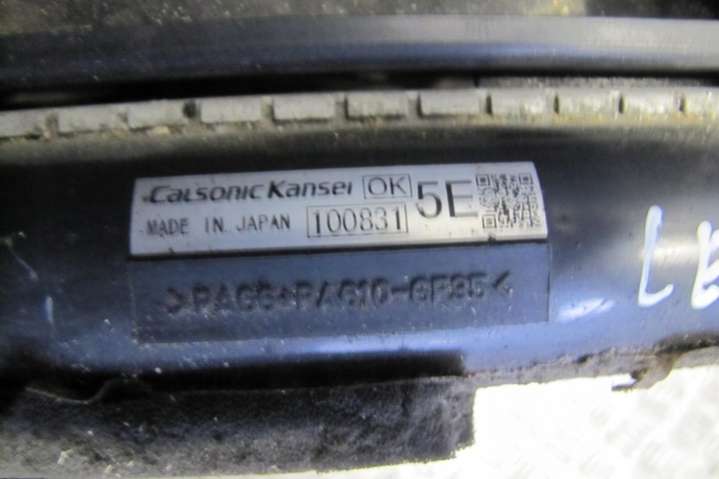 CalsonicKansei OK 5E
MADE IN JAPAN 100831
>PA66+PA610-GF35<